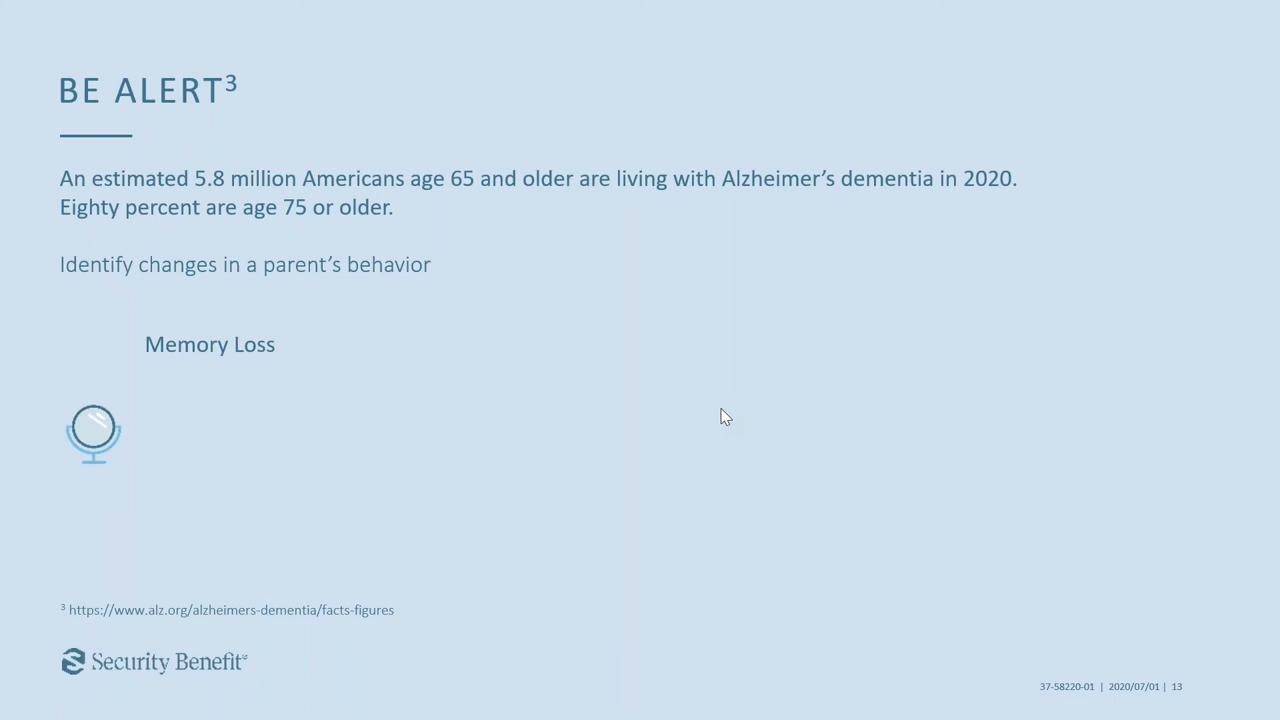 BE ALERT³
An estimated 5.8 million Americans age 65 and older are living with Alzheimer’s dementia in 2020.
Eighty percent are age 75 or older.
Identify changes in a parent’s behavior
Memory Loss
³ https://www.alz.org/alzheimers-dementia/facts-figures
Security Benefit℠
37-58220-01 | 2020/07/01 | 13